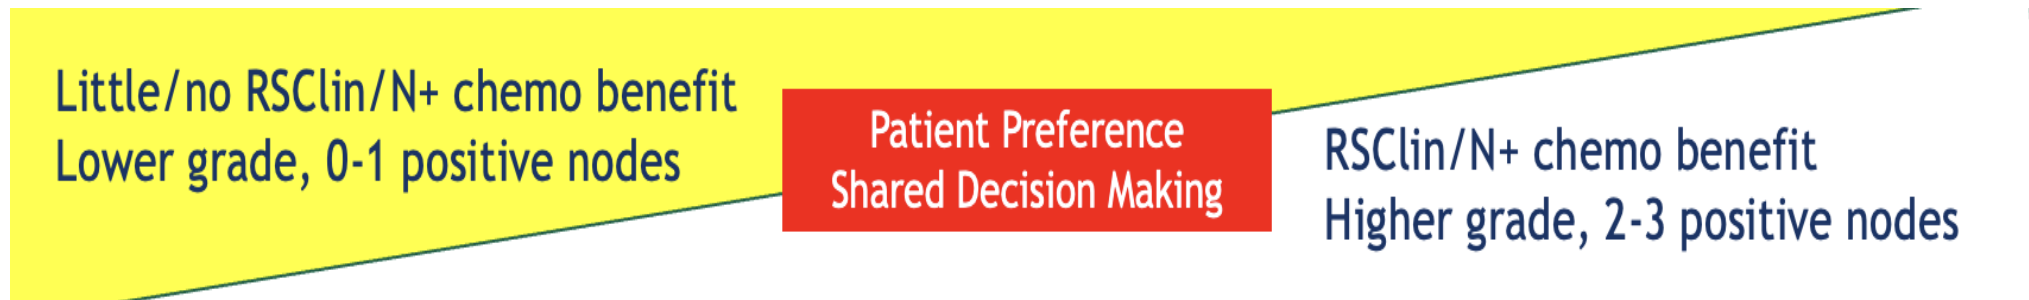 Little/no RSClin/N+ chemo benefit
Lower grade, 0-1 positive nodes
Patient Preference
Shared Decision Making
RSClin/N+ chemo benefit
Higher grade, 2-3 positive nodes